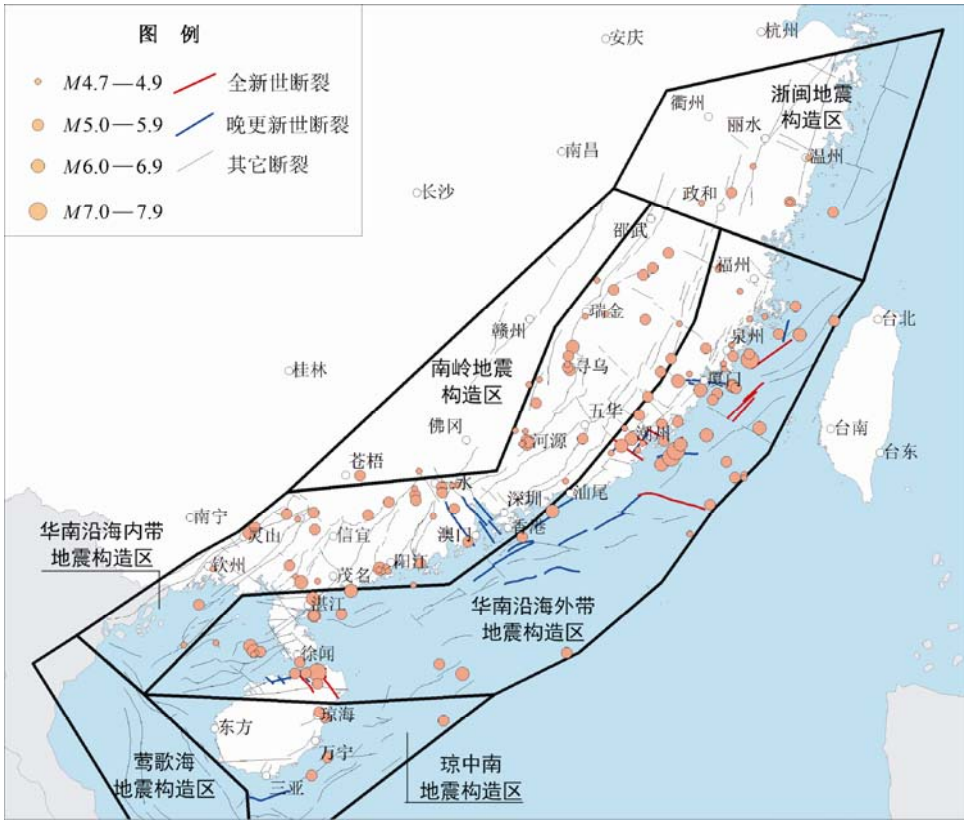 图 例
M4.7—4.9
全新世断裂
M5.0—5.9
晚更新世断裂
M6.0—6.9
其它断裂
M7.0—7.9
安庆
杭州
浙闽地震
构造区
衢州
丽水
南昌
温州
长沙
政和
邵武
福州
瑞金
赣州
台北
泉州
桂林
南岭地震
构造区
寻乌
厦门
五华
佛冈
潮州
台南
河源
台东
苍梧
水
深圳
汕尾
南宁
香港
灵山
信宜
澳门
华南沿海内带
地震构造区
钦州
阳江
茂名
湛江
华南沿海外带
地震构造区
徐闻
东方
琼海
万宁
莺歌海
地震构造区
琼中南
地震构造区
三亚